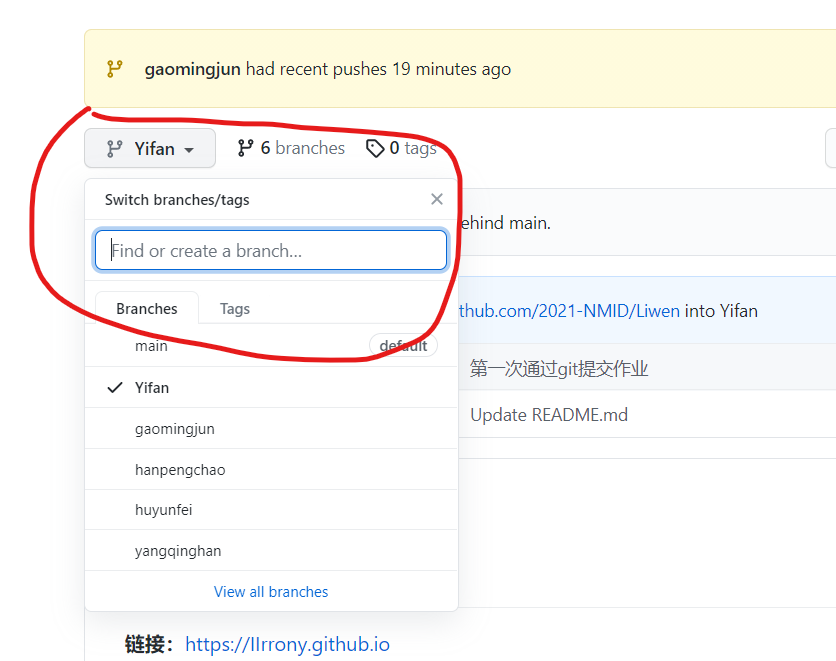 gaomingjun had recent pushes 19 minutes ago
Yifan 6 branches 0 tags
Switch branches/tags
ehind main.
Find or create a branch...
Branches Tags
thub.com/2021-NMID/Liwen into Yifan
main default
第一次通过git提交作业
Yifan
Update README.md
gaomingjun
hanpengchao
huyunfei
yangqinghan
View all branches
链接： https://IIrrony.github.io